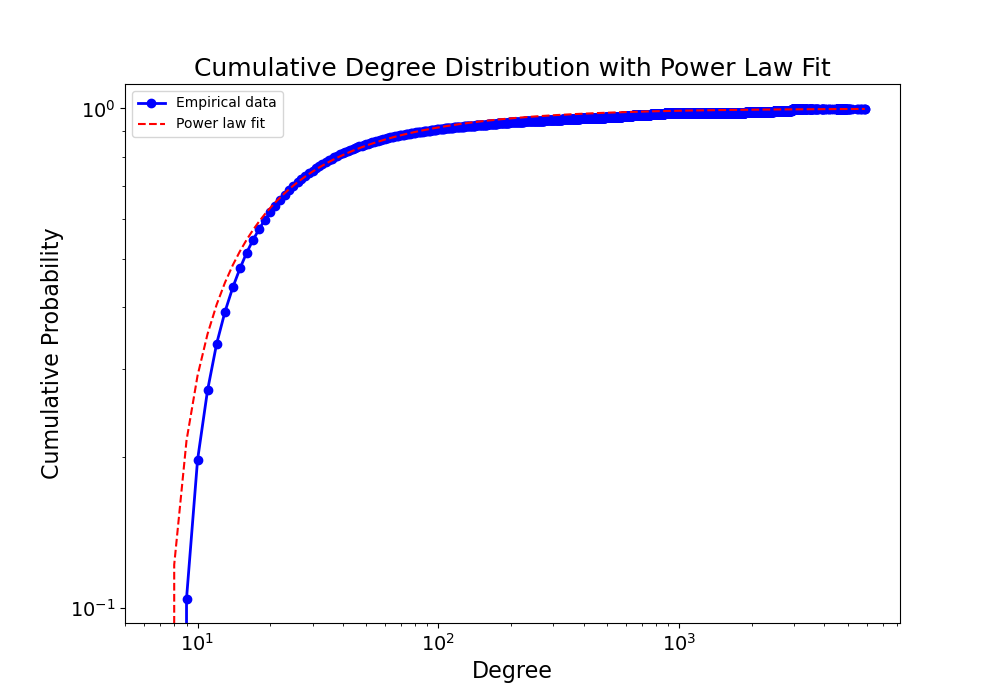 Cumulative Degree Distribution with Power Law Fit
Empirical data
Power law fit
Cumulative Probability
10⁰
10⁻¹
10¹
10²
10³
Degree